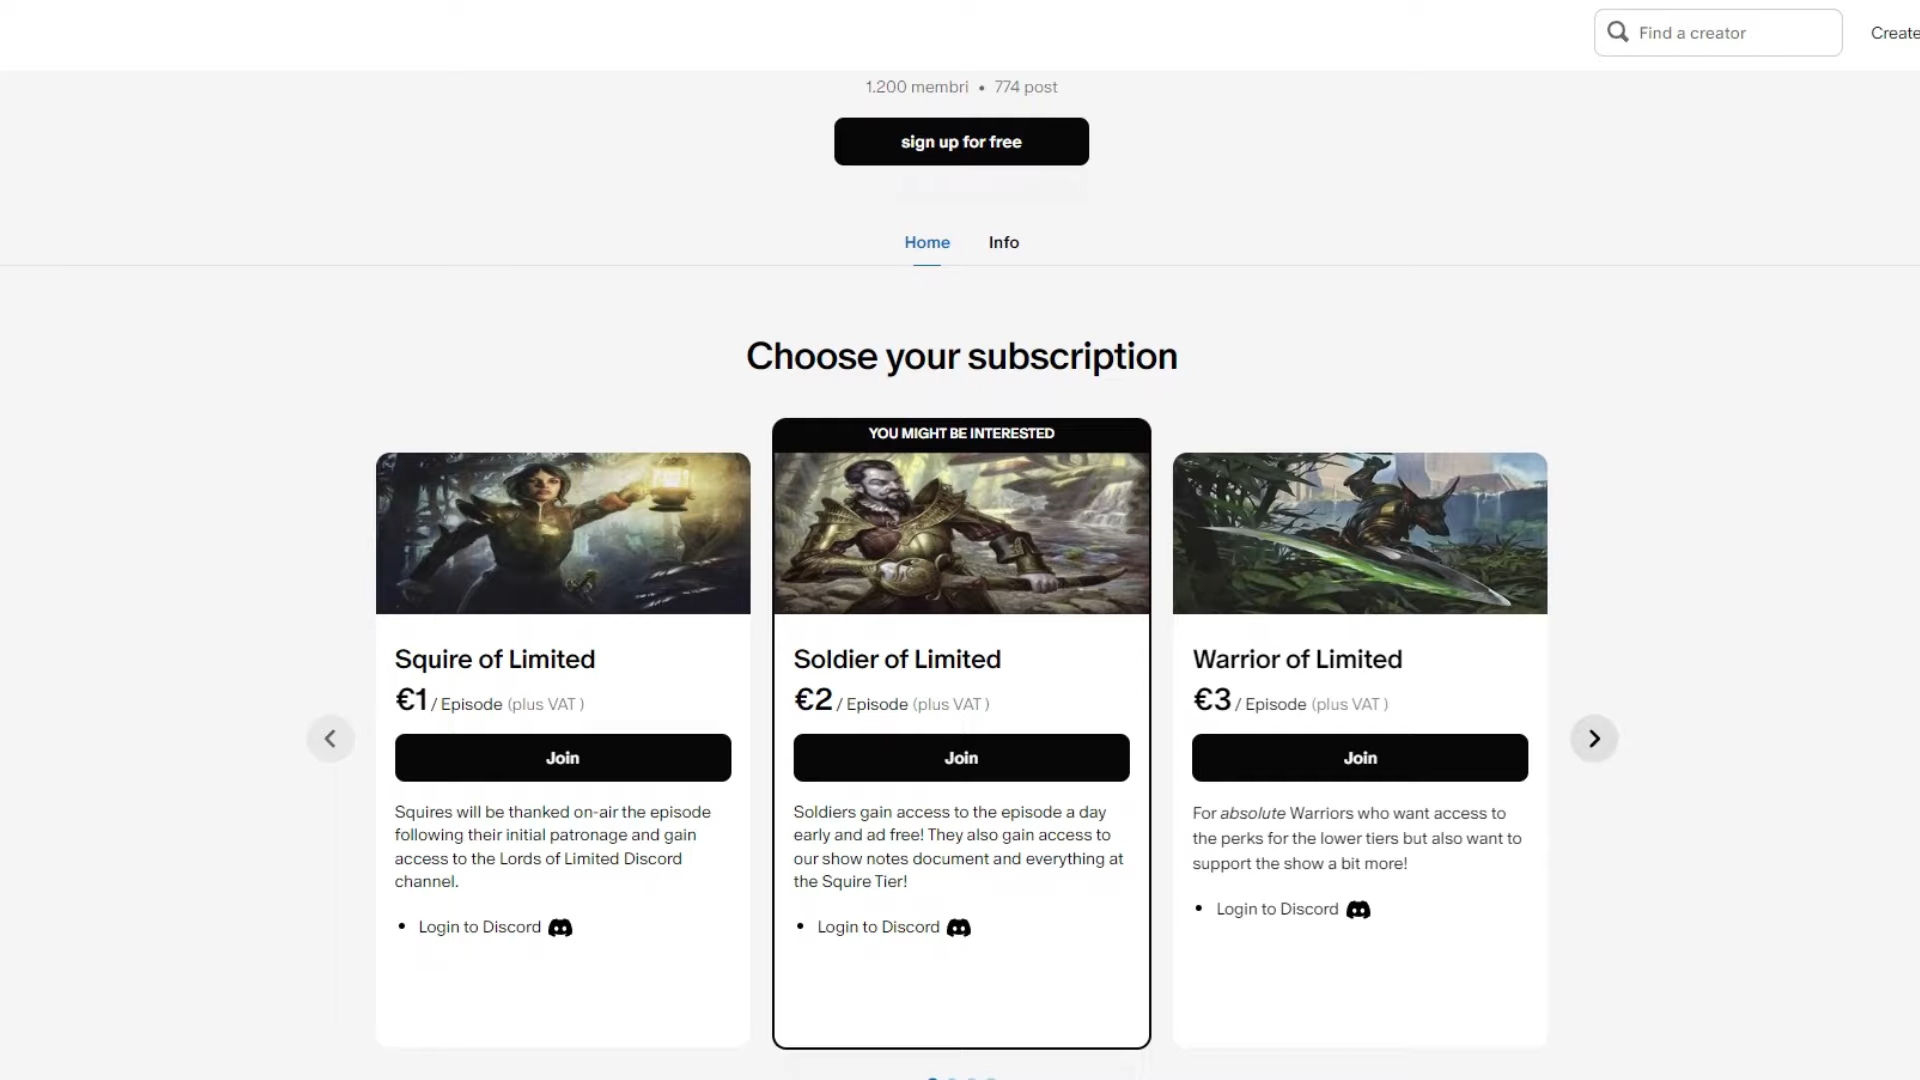 Find a creator
Create
1.200 membri • 774 post
sign up for free
Home
Info
Choose your subscription
YOU MIGHT BE INTERESTED
Squire of Limited
€1 / Episode (plus VAT )
Join
Squires will be thanked on-air the episode
following their initial patronage and gain
access to the Lords of Limited Discord
channel.
• Login to Discord
Soldier of Limited
€2 / Episode (plus VAT )
Join
Soldiers gain access to the episode a day
early and ad free! They also gain access to
our show notes document and everything at
the Squire Tier!
• Login to Discord
Warrior of Limited
€3 / Episode (plus VAT )
Join
For absolute Warriors who want access to
the perks for the lower tiers but also want to
support the show a bit more!
• Login to Discord